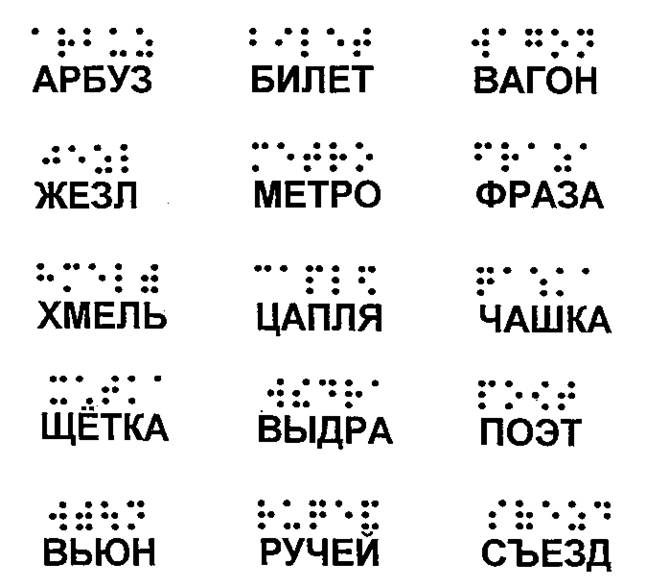 АРБУЗ БИЛЕТ ВАГОН
ЖЕЗЛ МЕТРО ФРАЗА
ХМЕЛЬ ЦАПЛЯ ЧАШКА
ЩЁТКА ВЫДРА ПОЭТ
ВЬЮН РУЧЕЙ СЪЕЗД